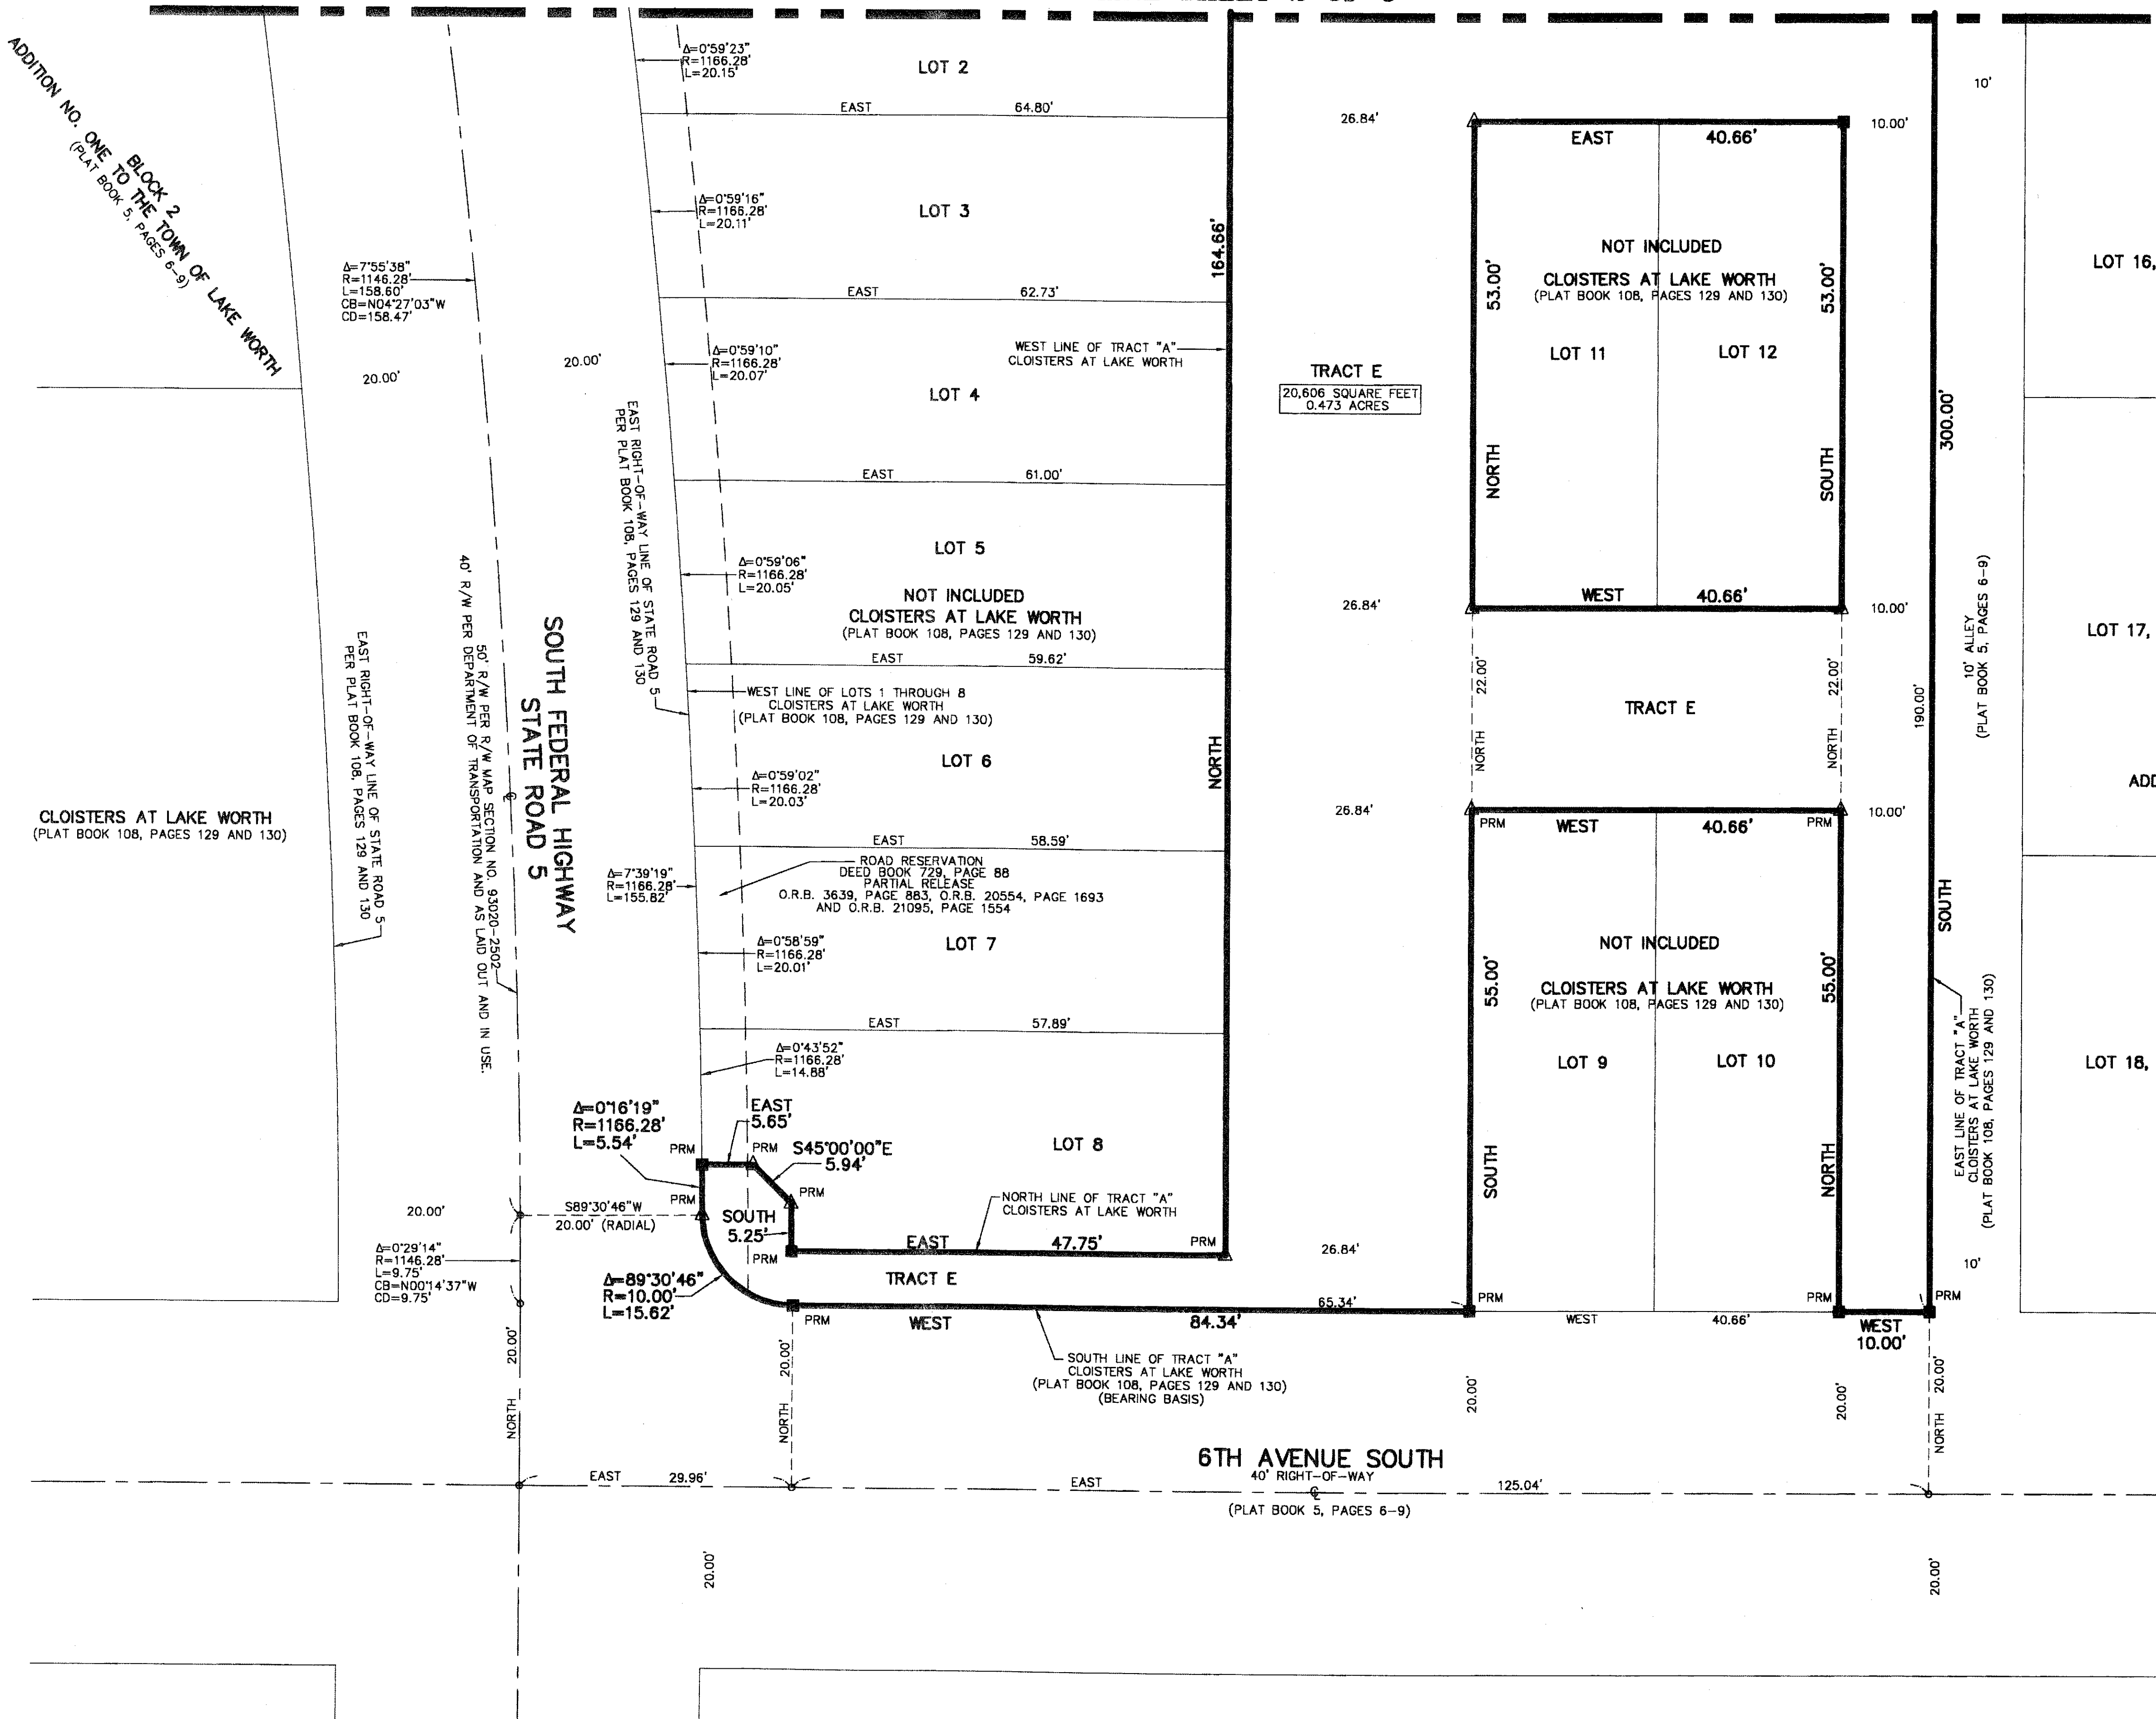 ADDITION NO. ONE TO THE TOWN OF LAKE WORTH
BLOCK 2
(PLAT BOOK 5, PAGES 6-9)
Δ=0°59'23"
R=1166.28'
L=20.15'
LOT 2
EAST 64.80'
26.84'
10.00'
10'
EAST 40.66'
Δ=0°59'16"
R=1166.28'
L=20.11'
LOT 3
164.66'
EAST 62.73'
NOT INCLUDED
CLOISTERS AT LAKE WORTH
(PLAT BOOK 108, PAGES 129 AND 130)
53.00'
53.00'
LOT 11
LOT 12
NORTH
SOUTH
LOT 16,
Δ=7°55'38"
R=1146.28'
L=158.60'
CB=N04°27'03"W
CD=158.47'
20.00'
20.00'
Δ=0°59'10"
R=1166.28'
L=20.07'
LOT 4
WEST LINE OF TRACT "A"
CLOISTERS AT LAKE WORTH
TRACT E
20,606 SQUARE FEET
0.473 ACRES
300.00'
EAST RIGHT-OF-WAY LINE OF STATE ROAD 5
PER PLAT BOOK 108, PAGES 129 AND 130
EAST 61.00'
Δ=0°59'06"
R=1166.28'
L=20.05'
LOT 5
NOT INCLUDED
CLOISTERS AT LAKE WORTH
(PLAT BOOK 108, PAGES 129 AND 130)
EAST 59.62'
26.84'
WEST 40.66'
10.00'
10' ALLEY
(PLAT BOOK 5, PAGES 6-9)
LOT 17,
SOUTH FEDERAL HIGHWAY
STATE ROAD 5
50' R/W PER R/W MAP SECTION NO. 93020-2502
40' R/W PER DEPARTMENT OF TRANSPORTATION AND AS LAID OUT AND IN USE.
EAST RIGHT-OF-WAY LINE OF STATE ROAD 5
PER PLAT BOOK 108, PAGES 129 AND 130
WEST LINE OF LOTS 1 THROUGH 8
CLOISTERS AT LAKE WORTH
(PLAT BOOK 108, PAGES 129 AND 130)
22.00'
NORTH
TRACT E
22.00'
NORTH
190.00'
NORTH
LOT 6
Δ=0°59'02"
R=1166.28'
L=20.03'
CLOISTERS AT LAKE WORTH
(PLAT BOOK 108, PAGES 129 AND 130)
ADD
EAST 58.59'
26.84'
PRM
WEST 40.66'
PRM
10.00'
ROAD RESERVATION
DEED BOOK 729, PAGE 88
PARTIAL RELEASE
O.R.B. 3639, PAGE 883, O.R.B. 20554, PAGE 1693
AND O.R.B. 21095, PAGE 1554
Δ=7°39'19"
R=1166.28'
L=155.82'
Δ=0°58'59"
R=1166.28'
L=20.01'
LOT 7
SOUTH
NOT INCLUDED
CLOISTERS AT LAKE WORTH
(PLAT BOOK 108, PAGES 129 AND 130)
55.00'
55.00'
LOT 9
LOT 10
SOUTH
NORTH
EAST LINE OF TRACT "A"
CLOISTERS AT LAKE WORTH
(PLAT BOOK 108, PAGES 129 AND 130)
LOT 18,
EAST 57.89'
Δ=0°43'52"
R=1166.28'
L=14.88'
Δ=0°16'19"
R=1166.28'
L=5.54'
EAST
5.65'
PRM
PRM
S45°00'00"E
5.94'
LOT 8
PRM
PRM
20.00'
S89°30'46"W
20.00' (RADIAL)
SOUTH
5.25'
NORTH LINE OF TRACT "A"
CLOISTERS AT LAKE WORTH
PRM
EAST 47.75'
PRM
26.84'
10'
Δ=0°29'14"
R=1146.28'
L=9.75'
CB=N00°14'37"W
CD=9.75'
Δ=89°30'46"
R=10.00'
L=15.62'
TRACT E
65.34'
PRM
PRM
PRM
PRM
WEST 84.34'
WEST 40.66'
WEST
10.00'
20.00'
NORTH
20.00'
NORTH
SOUTH LINE OF TRACT "A"
CLOISTERS AT LAKE WORTH
(PLAT BOOK 108, PAGES 129 AND 130)
(BEARING BASIS)
20.00'
20.00'
20.00'
NORTH
6TH AVENUE SOUTH
40' RIGHT-OF-WAY
EAST 29.96'
EAST 125.04'
(PLAT BOOK 5, PAGES 6-9)
20.00'
20.00'